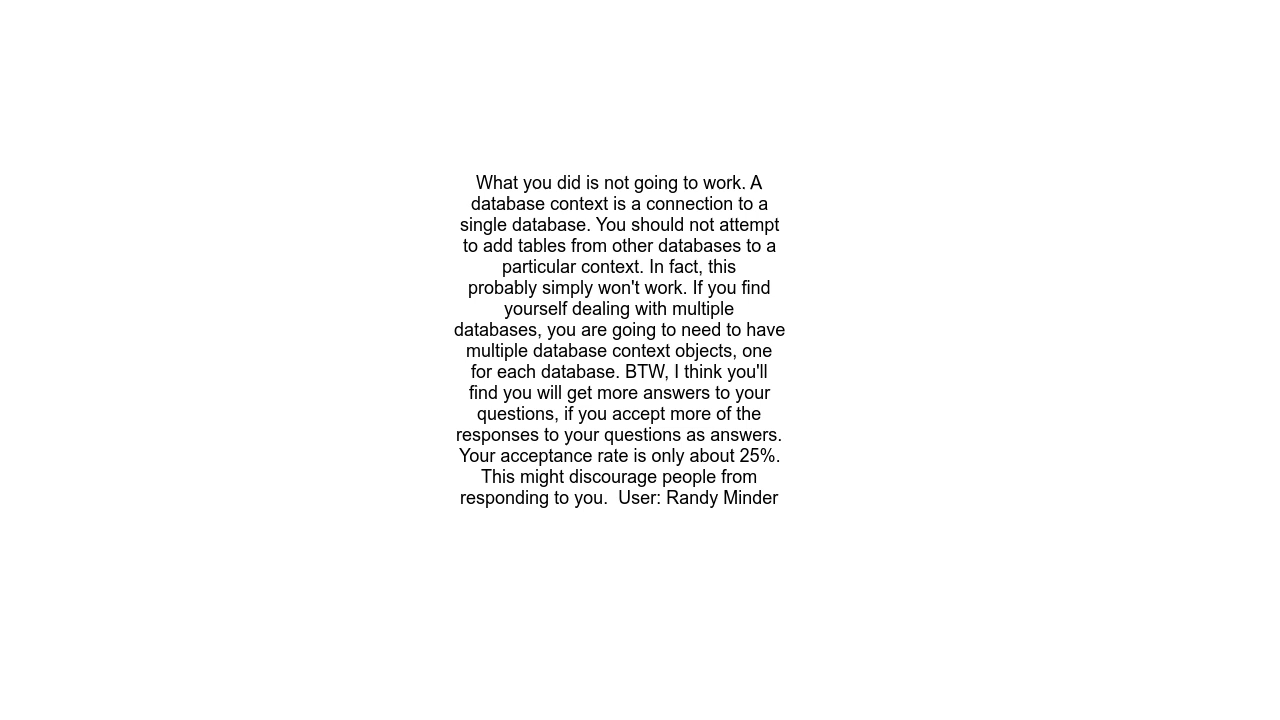 What you did is not going to work. A
database context is a connection to a
single database. You should not attempt
to add tables from other databases to a
particular context. In fact, this
probably simply won't work. If you find
yourself dealing with multiple
databases, you are going to need to have
multiple database context objects, one
for each database. BTW, I think you'll
find you will get more answers to your
questions, if you accept more of the
responses to your questions as answers.
Your acceptance rate is only about 25%.
This might discourage people from
responding to you.  User: Randy Minder